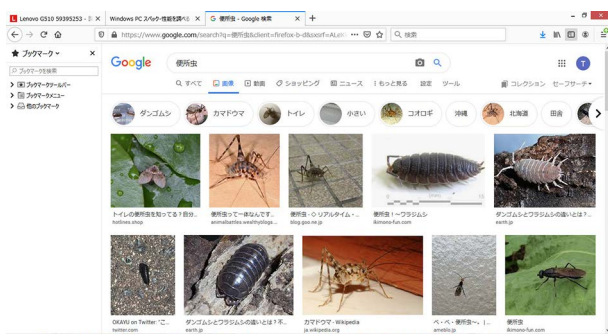 Lenovo G510 59395253 -
Windows PC スペック・性能を調べる
便所虫 - Google 検索
https://www.google.com/search?q=便所虫&client=firefox-b-d&sxsrf=ALeK
検索
ブックマーク
ブックマークを検索
ブックマークツールバー
ブックマークメニュー
他のブックマーク
Google
便所虫
T
すべて 画像 動画 ショッピング ニュース もっと見る 設定 ツール
コレクション セーフサーチ
ダンゴムシ カマドウマ トイレ 小さい コオロギ 沖縄 北海道 田舎
トイレの便所虫を知ってる？自分...
hotlines.shop
便所虫って一体なんです...
animalbattles.wealthyblogs...
便所虫 - ◇リアルタイム・...
blog.goo.ne.jp
便所虫！～ワラジムシ
ikimono-fun.com
ダンゴムシとワラジムシの違いとは？...
earth.jp
OKAYU on Twitter: "こ...
twitter.com
ダンゴムシとワラジムシの違いとは？不...
earth.jp
カマドウマ - Wikipedia
ja.wikipedia.org
べ・べ・便所虫～。|...
ameblo.jp
便所虫
ikimono-fun.com